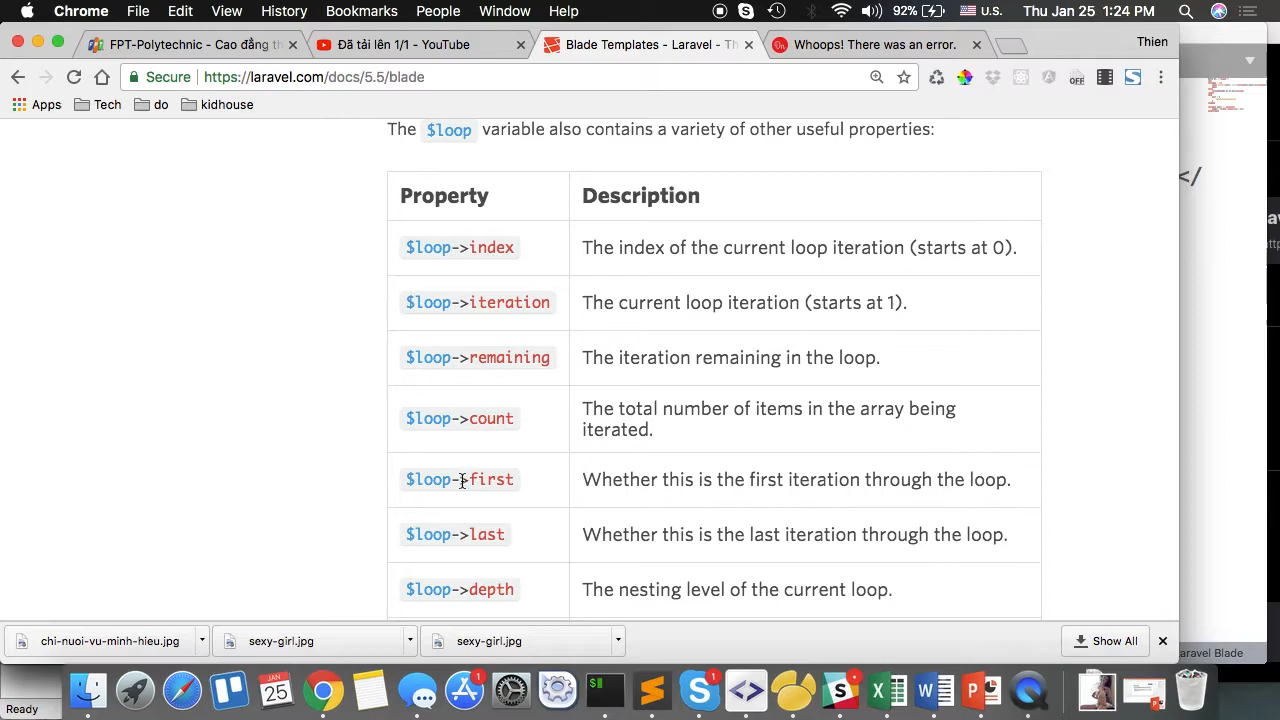 Chrome File Edit View History Bookmarks People Window Help 92% U.S. Thu Jan 25 1:24 PM
FPT-Polytechnic - Cao đẳng th Đã tải lên 1/1 - YouTube Blade Templates - Laravel - Th Whoops! There was an error. Thien
Secure https://laravel.com/docs/5.5/blade OFF
Apps Tech do kidhouse
The $loop variable also contains a variety of other useful properties:
Property Description
$loop->index The index of the current loop iteration (starts at 0).
$loop->iteration The current loop iteration (starts at 1).
$loop->remaining The iteration remaining in the loop.
$loop->count The total number of items in the array being
iterated.
$loop->first Whether this is the first iteration through the loop.
$loop->last Whether this is the last iteration through the loop.
$loop->depth The nesting level of the current loop.
</
chi-nuoi-vu-minh-hieu.jpg sexy-girl.jpg sexy-girl.jpg Show All
aravel Blade
JAN
25
1
1
Ready